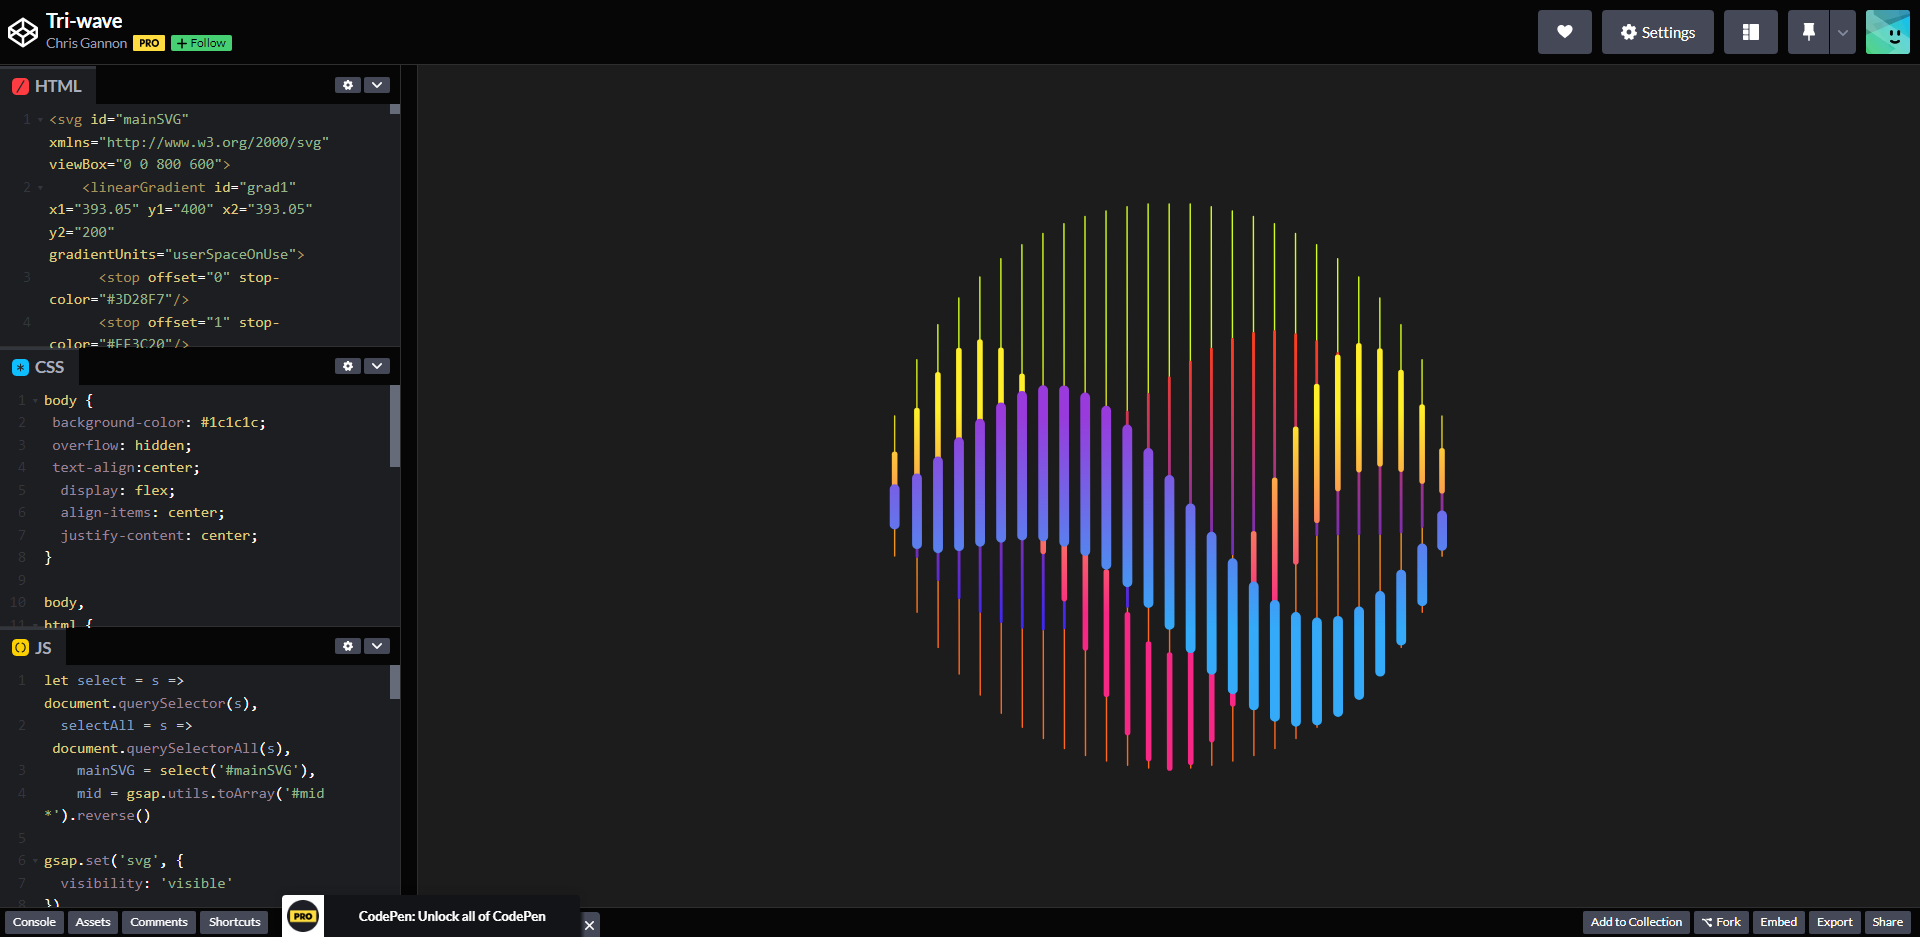 Tri-wave
Chris Gannon PRO + Follow
Settings
HTML
1 <svg id="mainSVG"
xmlns="http://www.w3.org/2000/svg"
viewBox="0 0 800 600">
2 <linearGradient id="grad1"
x1="393.05" y1="400" x2="393.05"
y2="200"
gradientUnits="userSpaceOnUse">
3 <stop offset="0" stop-
color="#3D28F7"/>
4 <stop offset="1" stop-
color="#FF3C20"/>
CSS
1 body {
2 background-color: #1c1c1c;
3 overflow: hidden;
4 text-align:center;
5 display: flex;
6 align-items: center;
7 justify-content: center;
8 }
9
10 body,
11 html {
JS
1 let select = s =>
document.querySelector(s),
2 selectAll = s =>
document.querySelectorAll(s),
3 mainSVG = select('#mainSVG'),
4 mid = gsap.utils.toArray('#mid
*').reverse()
5
6 gsap.set('svg', {
7 visibility: 'visible'
8 })
Console Assets Comments Shortcuts PRO CodePen: Unlock all of CodePen Add to Collection Fork Embed Export Share